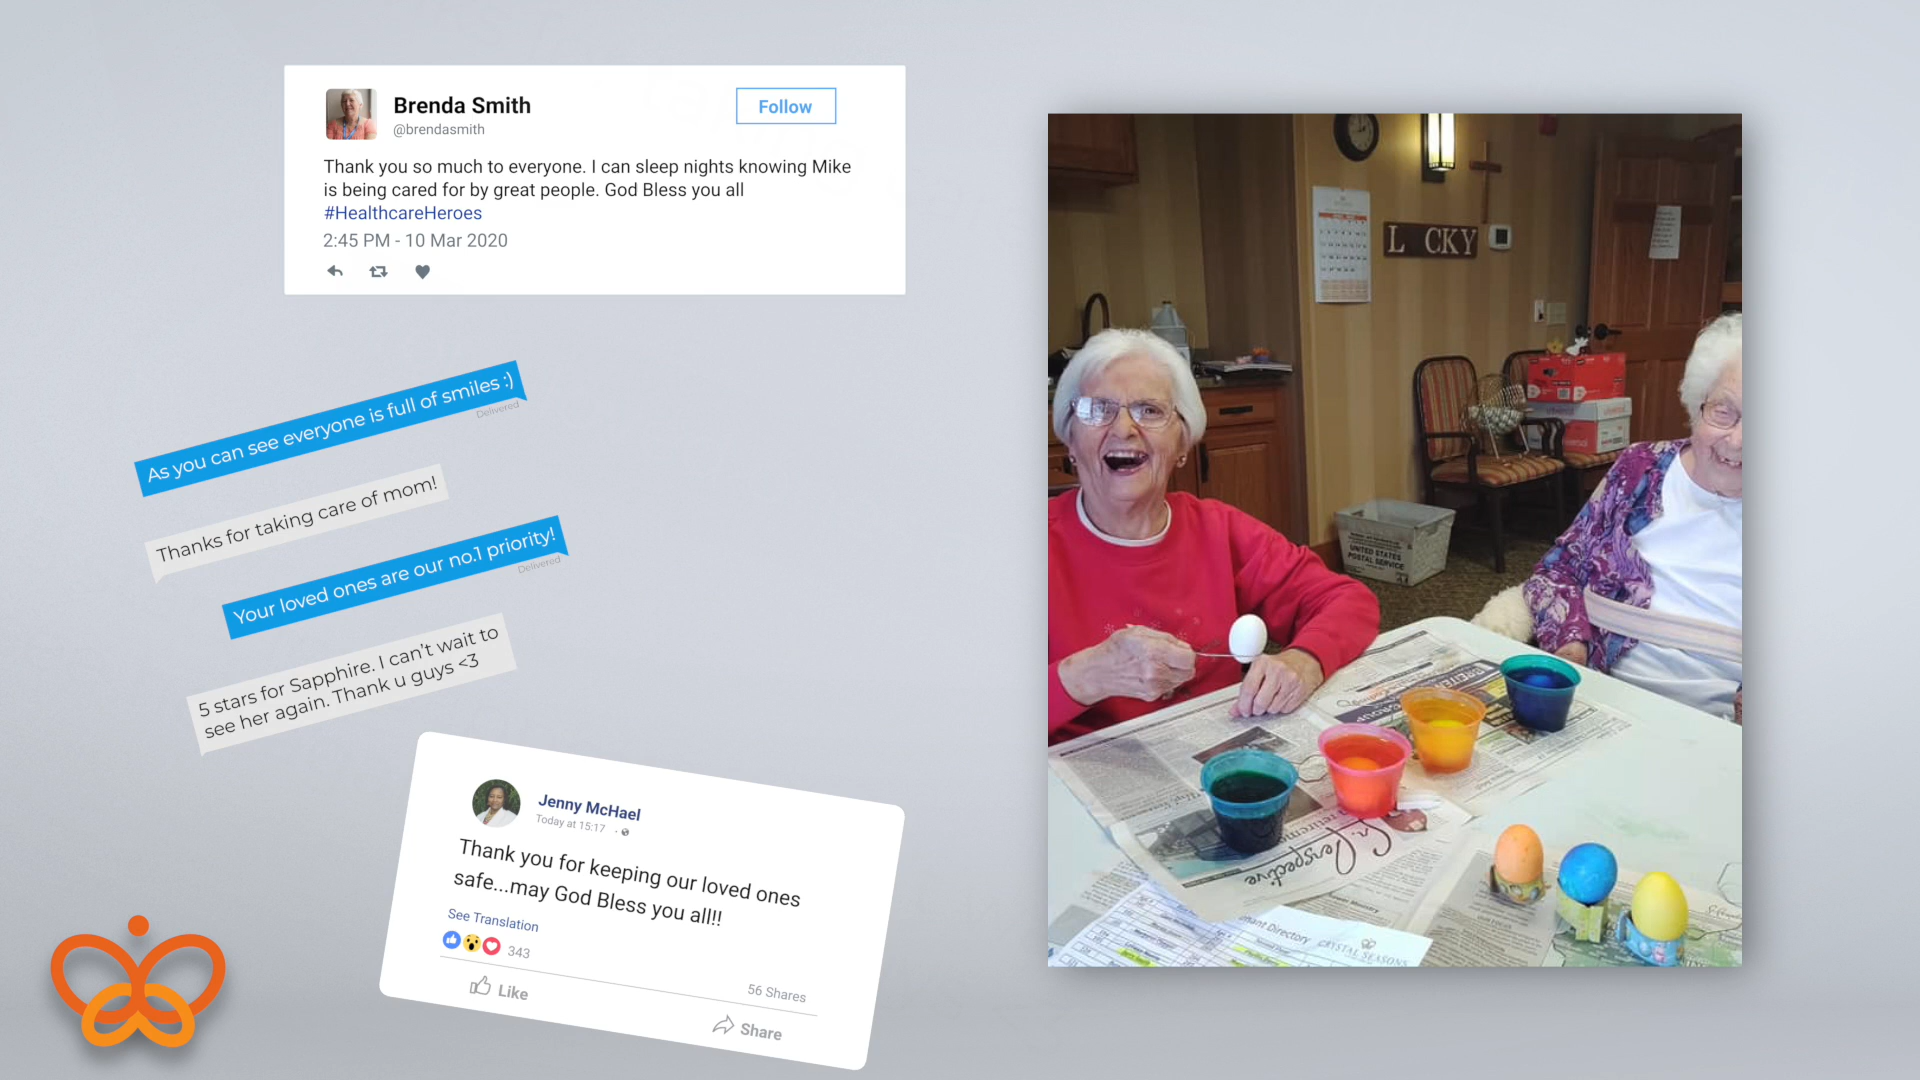 Brenda Smith
@brendasmith
Follow
Thank you so much to everyone. I can sleep nights knowing Mike
is being cared for by great people. God Bless you all
#HealthcareHeroes
2:45 PM - 10 Mar 2020
As you can see everyone is full of smiles :)
Delivered
Thanks for taking care of mom!
Your loved ones are our no.1 priority!
Delivered
5 stars for Sapphire. I can't wait to
see her again. Thank u guys <3
Jenny McHael
Today at 15:17
Thank you for keeping our loved ones
safe...may God Bless you all!!
See Translation
343
56 Shares
Like
Share
L CKY
UNITED STATES
POSTAL SERVICE
Sr. Perspective
Directory
CRYSTAL SEASONS